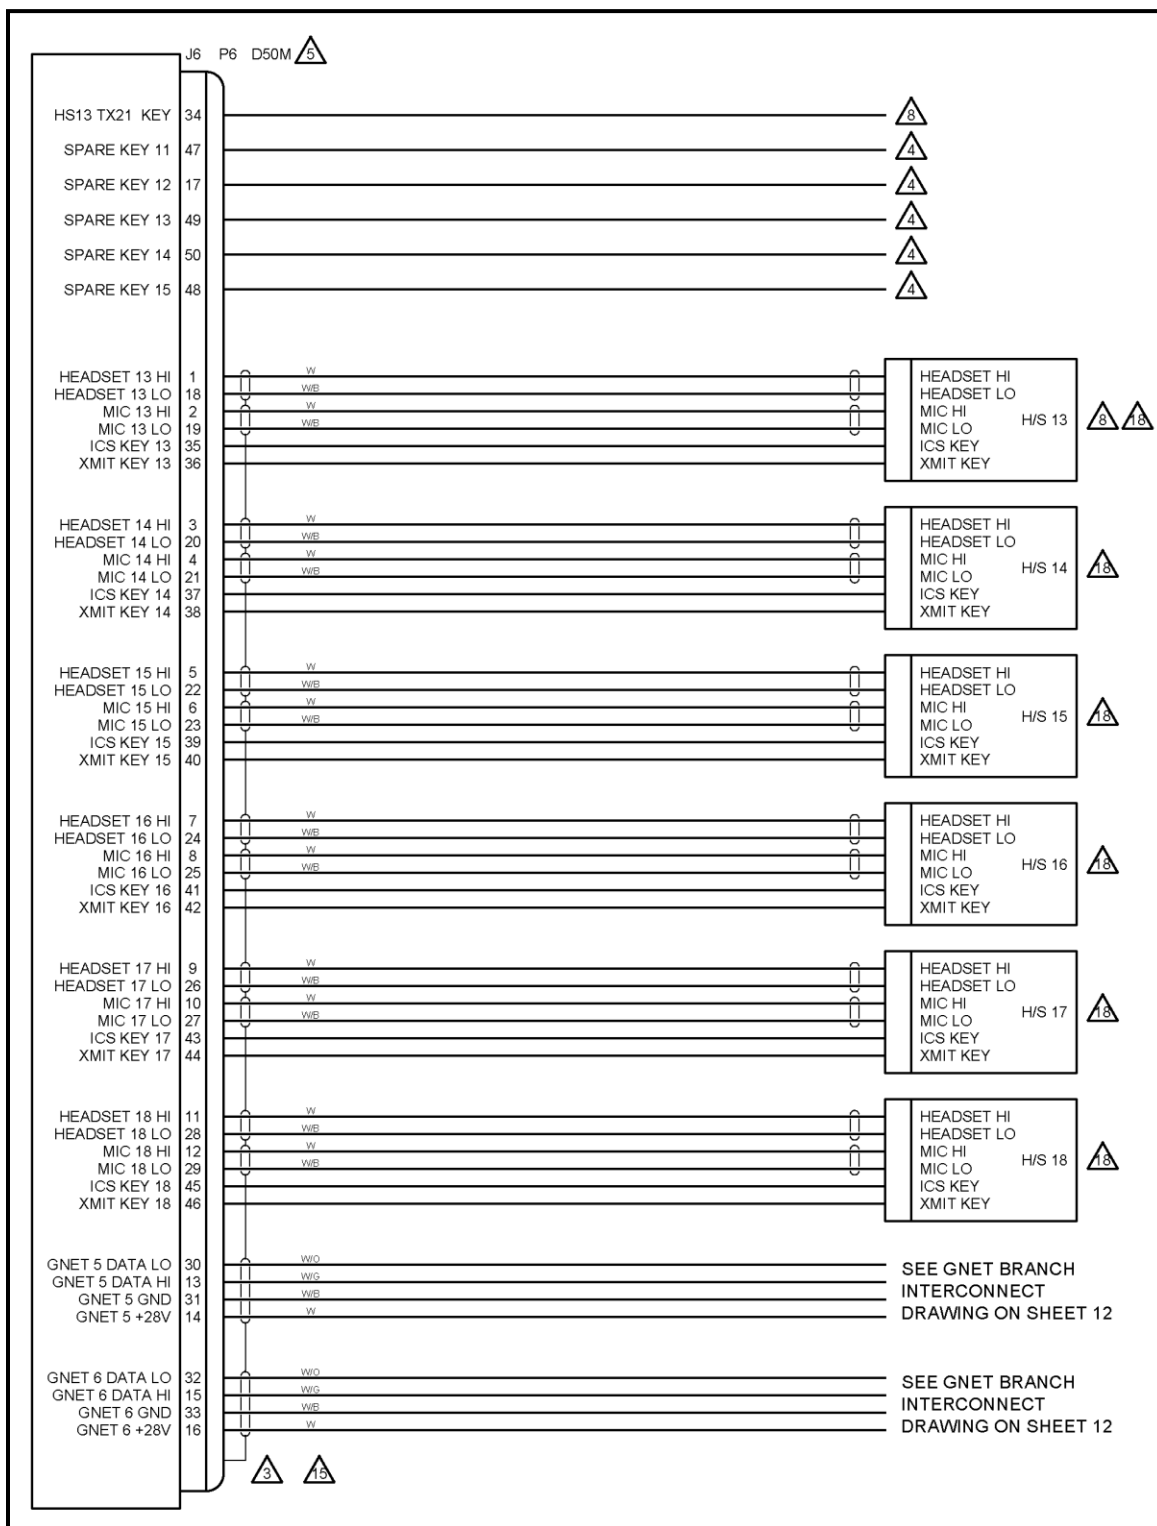 J6 P6 D50M 5
HS13 TX21 KEY 34 8
SPARE KEY 11 47 4
SPARE KEY 12 17 4
SPARE KEY 13 49 4
SPARE KEY 14 50 4
SPARE KEY 15 48 4
HEADSET 13 HI 1 W HEADSET HI
HEADSET 13 LO 18 W/B HEADSET LO
MIC 13 HI 2 W MIC HI
H/S 13 8 18
MIC 13 LO 19 W/B MIC LO
ICS KEY 13 35 ICS KEY
XMIT KEY 13 36 XMIT KEY
HEADSET 14 HI 3 W HEADSET HI
HEADSET 14 LO 20 W/B HEADSET LO
MIC 14 HI 4 W MIC HI
H/S 14 18
MIC 14 LO 21 W/B MIC LO
ICS KEY 14 37 ICS KEY
XMIT KEY 14 38 XMIT KEY
HEADSET 15 HI 5 W HEADSET HI
HEADSET 15 LO 22 W/B HEADSET LO
MIC 15 HI 6 W MIC HI
H/S 15 18
MIC 15 LO 23 W/B MIC LO
ICS KEY 15 39 ICS KEY
XMIT KEY 15 40 XMIT KEY
HEADSET 16 HI 7 W HEADSET HI
HEADSET 16 LO 24 W/B HEADSET LO
MIC 16 HI 8 W MIC HI
H/S 16 18
MIC 16 LO 25 W/B MIC LO
ICS KEY 16 41 ICS KEY
XMIT KEY 16 42 XMIT KEY
HEADSET 17 HI 9 W HEADSET HI
HEADSET 17 LO 26 W/B HEADSET LO
MIC 17 HI 10 W MIC HI
H/S 17 18
MIC 17 LO 27 W/B MIC LO
ICS KEY 17 43 ICS KEY
XMIT KEY 17 44 XMIT KEY
HEADSET 18 HI 11 W HEADSET HI
HEADSET 18 LO 28 W/B HEADSET LO
MIC 18 HI 12 W MIC HI
H/S 18 18
MIC 18 LO 29 W/B MIC LO
ICS KEY 18 45 ICS KEY
XMIT KEY 18 46 XMIT KEY
GNET 5 DATA LO 30 W/O
GNET 5 DATA HI 13 W/G
GNET 5 GND 31 W/B
GNET 5 +28V 14 W
SEE GNET BRANCH
INTERCONNECT
DRAWING ON SHEET 12
GNET 6 DATA LO 32 W/O
GNET 6 DATA HI 15 W/G
GNET 6 GND 33 W/B
GNET 6 +28V 16 W
SEE GNET BRANCH
INTERCONNECT
DRAWING ON SHEET 12
3 15